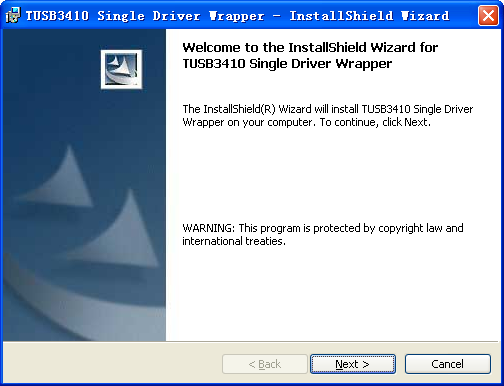 TUSB3410 Single Driver Wrapper - InstallShield Wizard
Welcome to the InstallShield Wizard for
TUSB3410 Single Driver Wrapper
The InstallShield(R) Wizard will install TUSB3410 Single Driver
Wrapper on your computer. To continue, click Next.
WARNING: This program is protected by copyright law and
international treaties.
< Back
Next >
Cancel